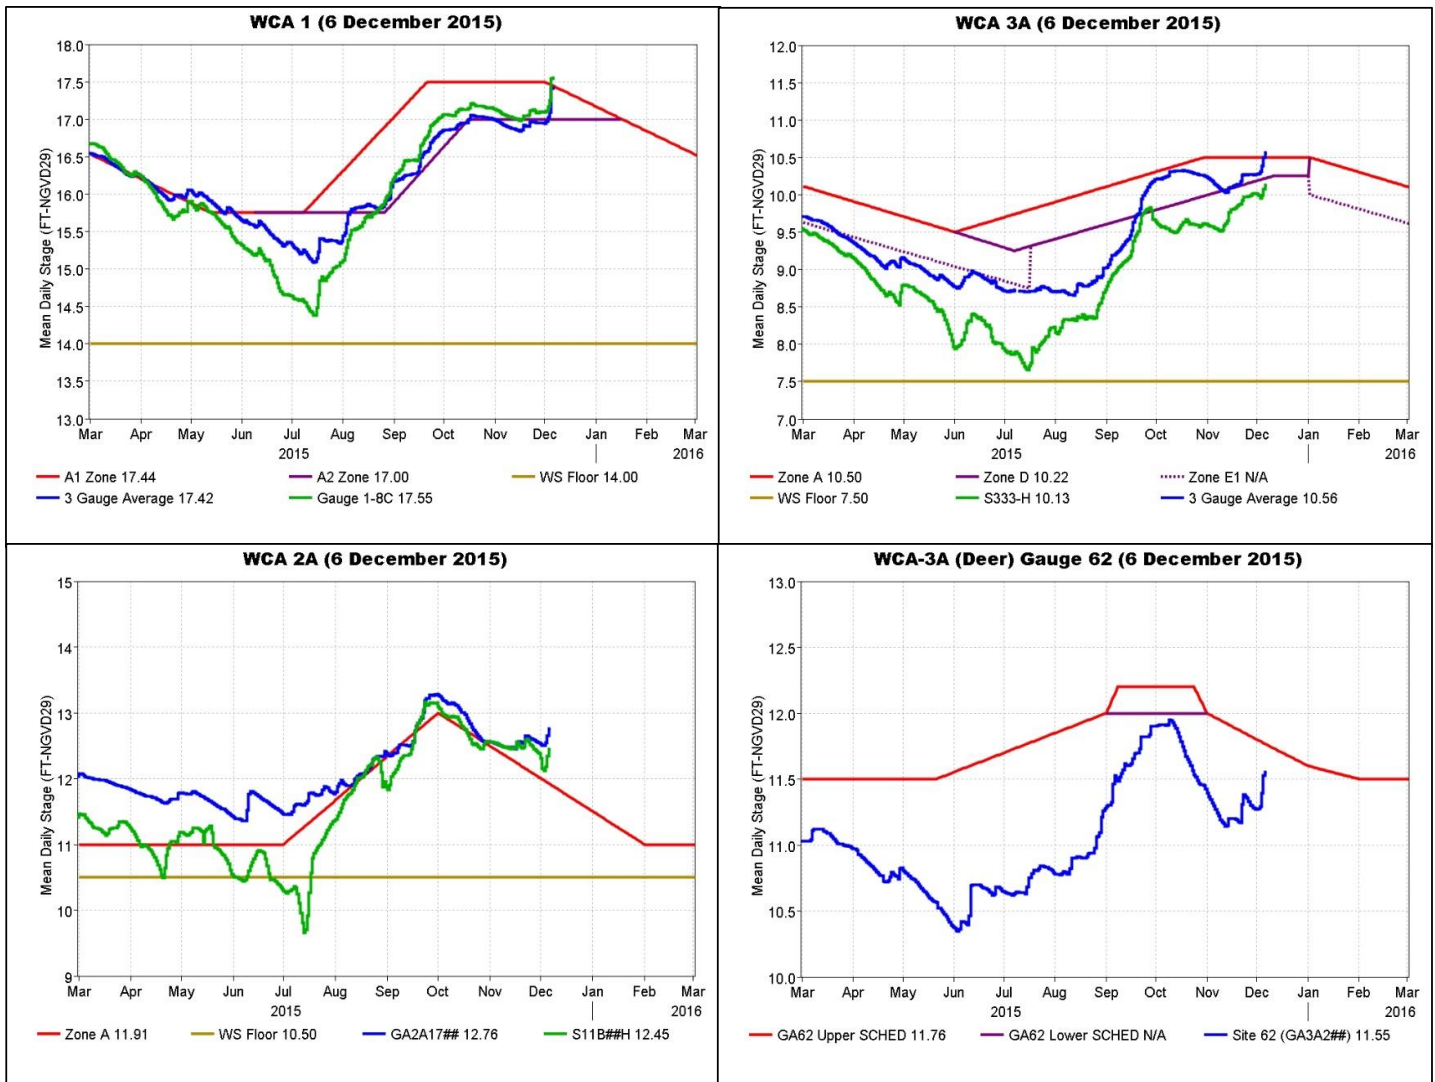 WCA 1 (6 December 2015)
Mean Daily Stage (FT-NGVD29)
18.0
17.5
17.0
16.5
16.0
15.5
15.0
14.5
14.0
13.5
13.0
Mar Apr May Jun Jul Aug Sep Oct Nov Dec Jan Feb Mar
2015 2016
A1 Zone 17.44 A2 Zone 17.00 WS Floor 14.00
3 Gauge Average 17.42 Gauge 1-8C 17.55
WCA 3A (6 December 2015)
Mean Daily Stage (FT-NGVD29)
12.0
11.5
11.0
10.5
10.0
9.5
9.0
8.5
8.0
7.5
7.0
Mar Apr May Jun Jul Aug Sep Oct Nov Dec Jan Feb Mar
2015 2016
Zone A 10.50 Zone D 10.22 Zone E1 N/A
WS Floor 7.50 S333-H 10.13 3 Gauge Average 10.56
WCA 2A (6 December 2015)
Mean Daily Stage (FT-NGVD29)
15
14
13
12
11
10
9
Mar Apr May Jun Jul Aug Sep Oct Nov Dec Jan Feb Mar
2015 2016
Zone A 11.91 WS Floor 10.50 GA2A17## 12.76 S11B##H 12.45
WCA-3A (Deer) Gauge 62 (6 December 2015)
Mean Daily Stage (FT-NGVD29)
13.0
12.5
12.0
11.5
11.0
10.5
10.0
Mar Apr May Jun Jul Aug Sep Oct Nov Dec Jan Feb Mar
2015 2016
GA62 Upper SCHED 11.76 GA62 Lower SCHED N/A Site 62 (GA3A2##) 11.55